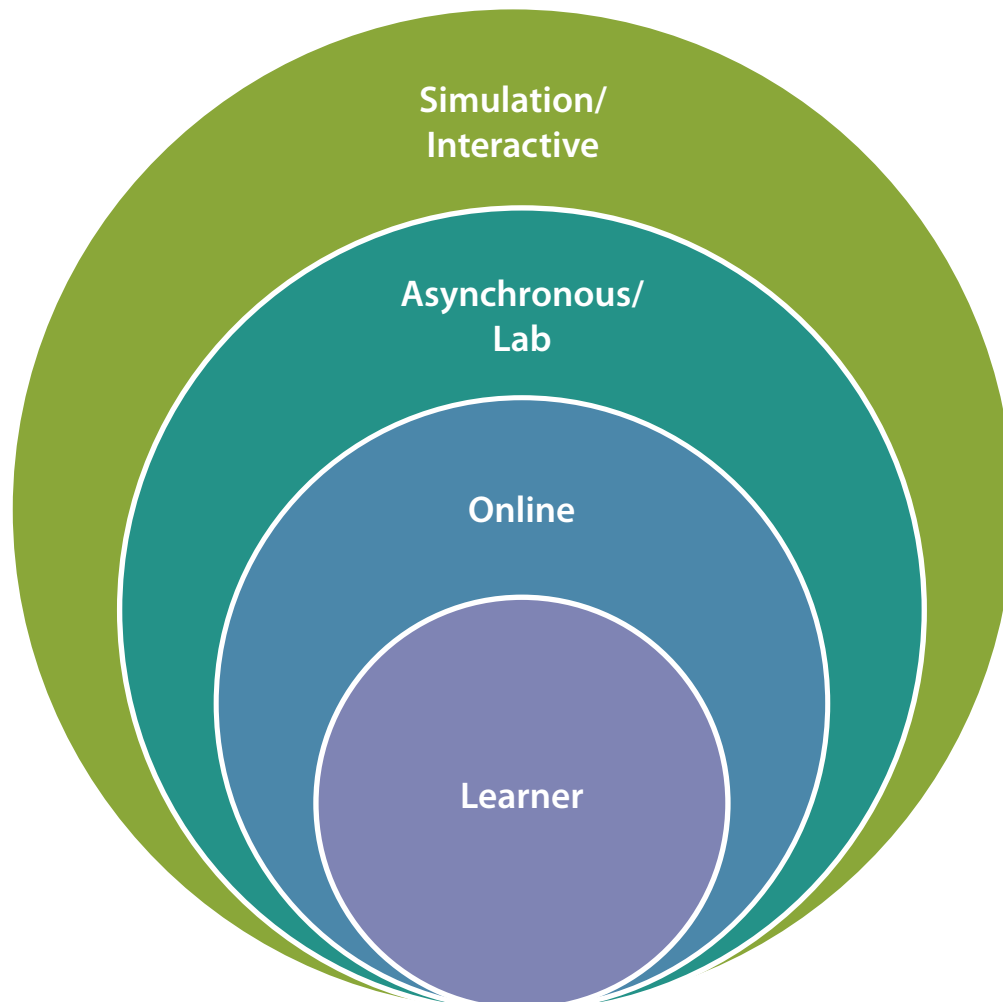 Simulation/
Interactive
Asynchronous/
Lab
Online
Learner